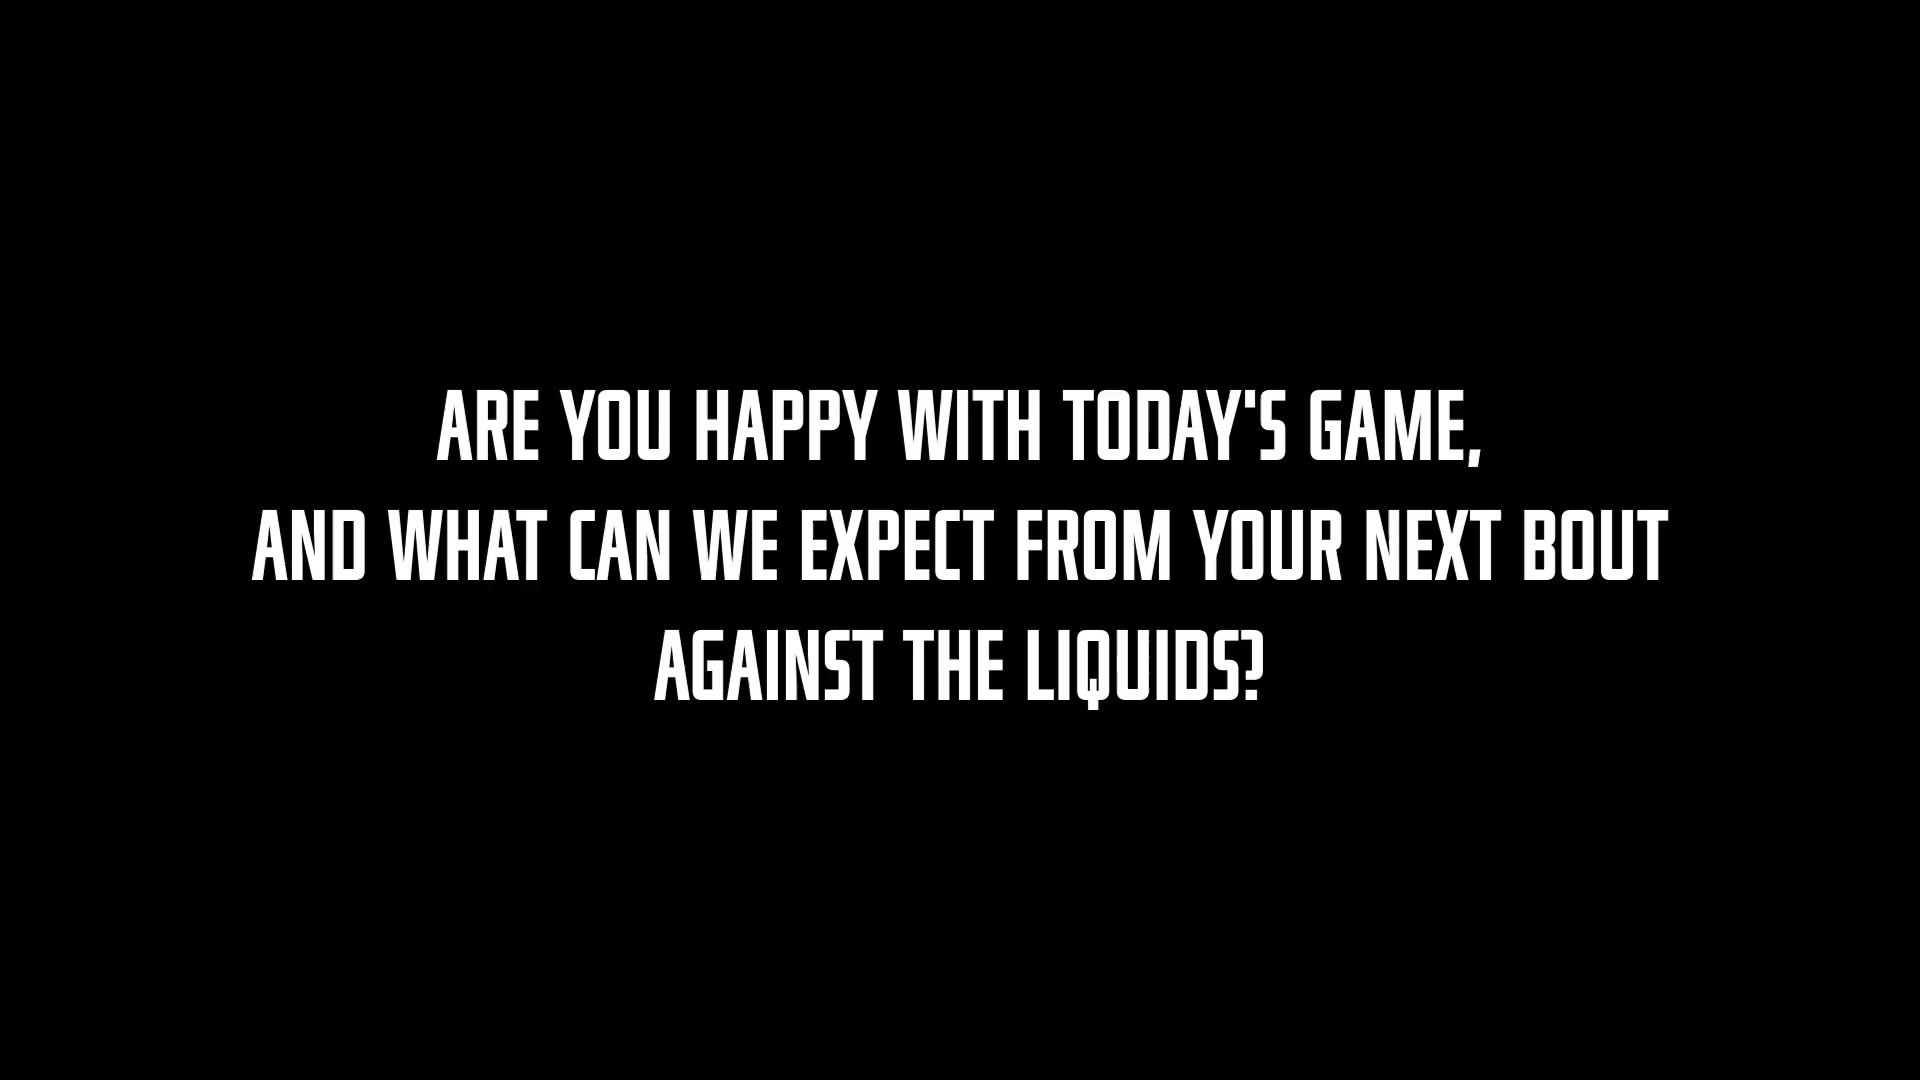 ARE YOU HAPPY WITH TODAY'S GAME,
AND WHAT CAN WE EXPECT FROM YOUR NEXT BOUT
AGAINST THE LIQUIDS?